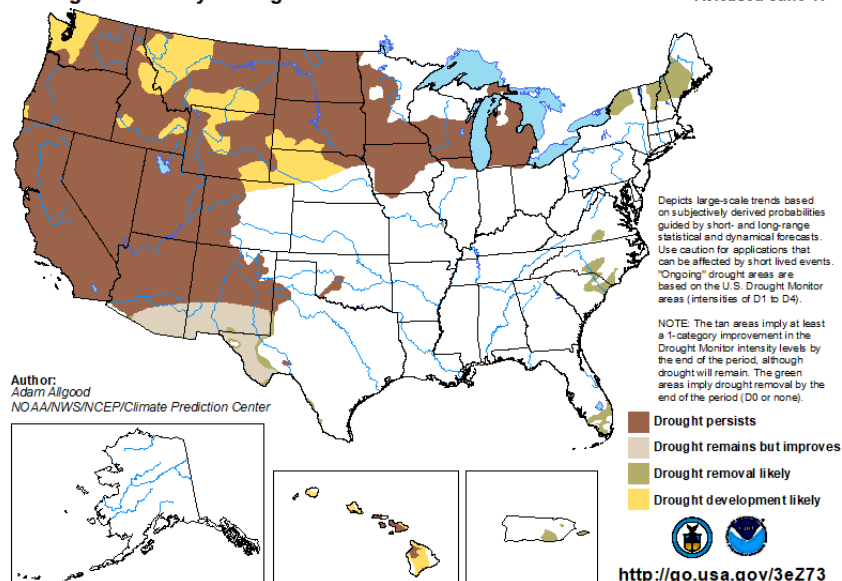 Depicts large-scale trends based
on subjectively derived probabilities
guided by short- and long-range
statistical and dynamical forecasts.
Use caution for applications that
can be affected by short lived events.
"Ongoing" drought areas are
based on the U.S. Drought Monitor
areas (intensities of D1 to D4).
NOTE: The tan areas imply at least
a 1-category improvement in the
Drought Monitor intensity levels by
the end of the period, although
drought will remain. The green
areas imply drought removal by the
end of the period (D0 or none).
Author:
Adam Allgood
NOAA/NWS/NCEP/Climate Prediction Center
Drought persists
Drought remains but improves
Drought removal likely
Drought development likely
http://go.usa.gov/3eZ73